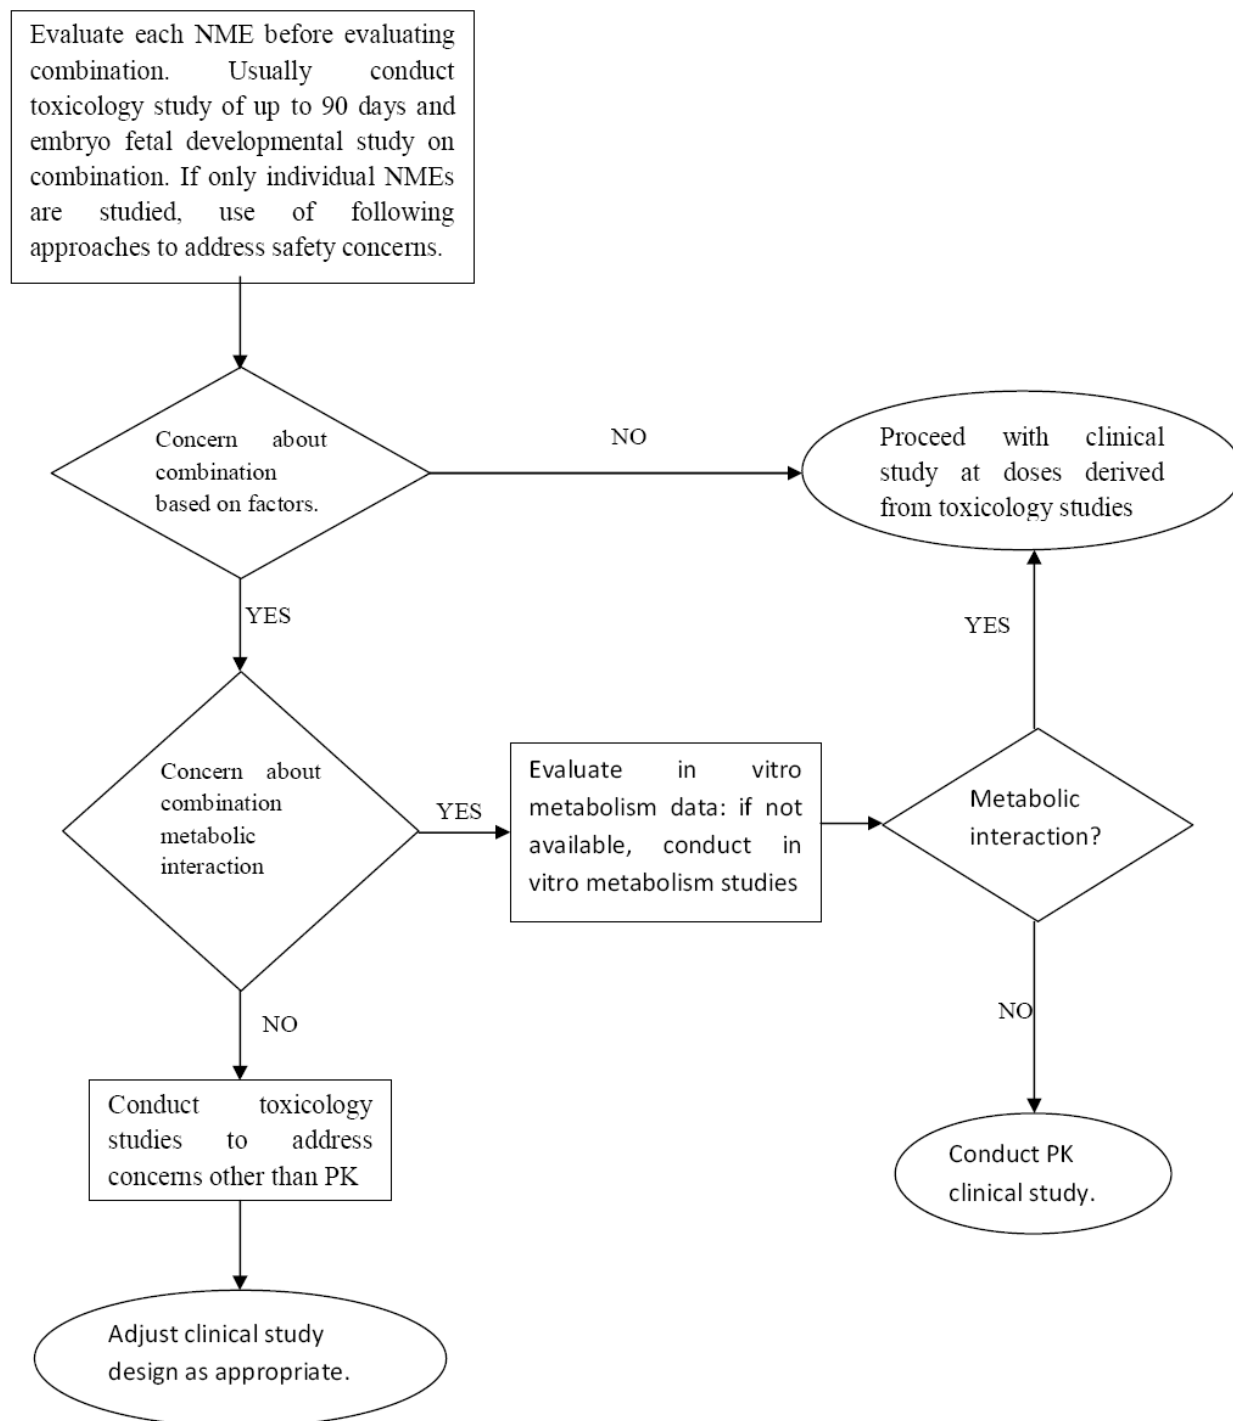 Evaluate each NME before evaluating
combination. Usually conduct
toxicology study of up to 90 days and
embryo fetal developmental study on
combination. If only individual NMEs
are studied, use of following
approaches to address safety concerns.
Concern about
combination
based on factors.
NO
Proceed with clinical
study at doses derived
from toxicology studies
YES
YES
Concern about
combination
metabolic
interaction
YES
Evaluate in vitro
metabolism data: if not
available, conduct in
vitro metabolism studies
Metabolic
interaction?
NO
NO
Conduct toxicology
studies to address
concerns other than PK
Conduct PK
clinical study.
Adjust clinical study
design as appropriate.